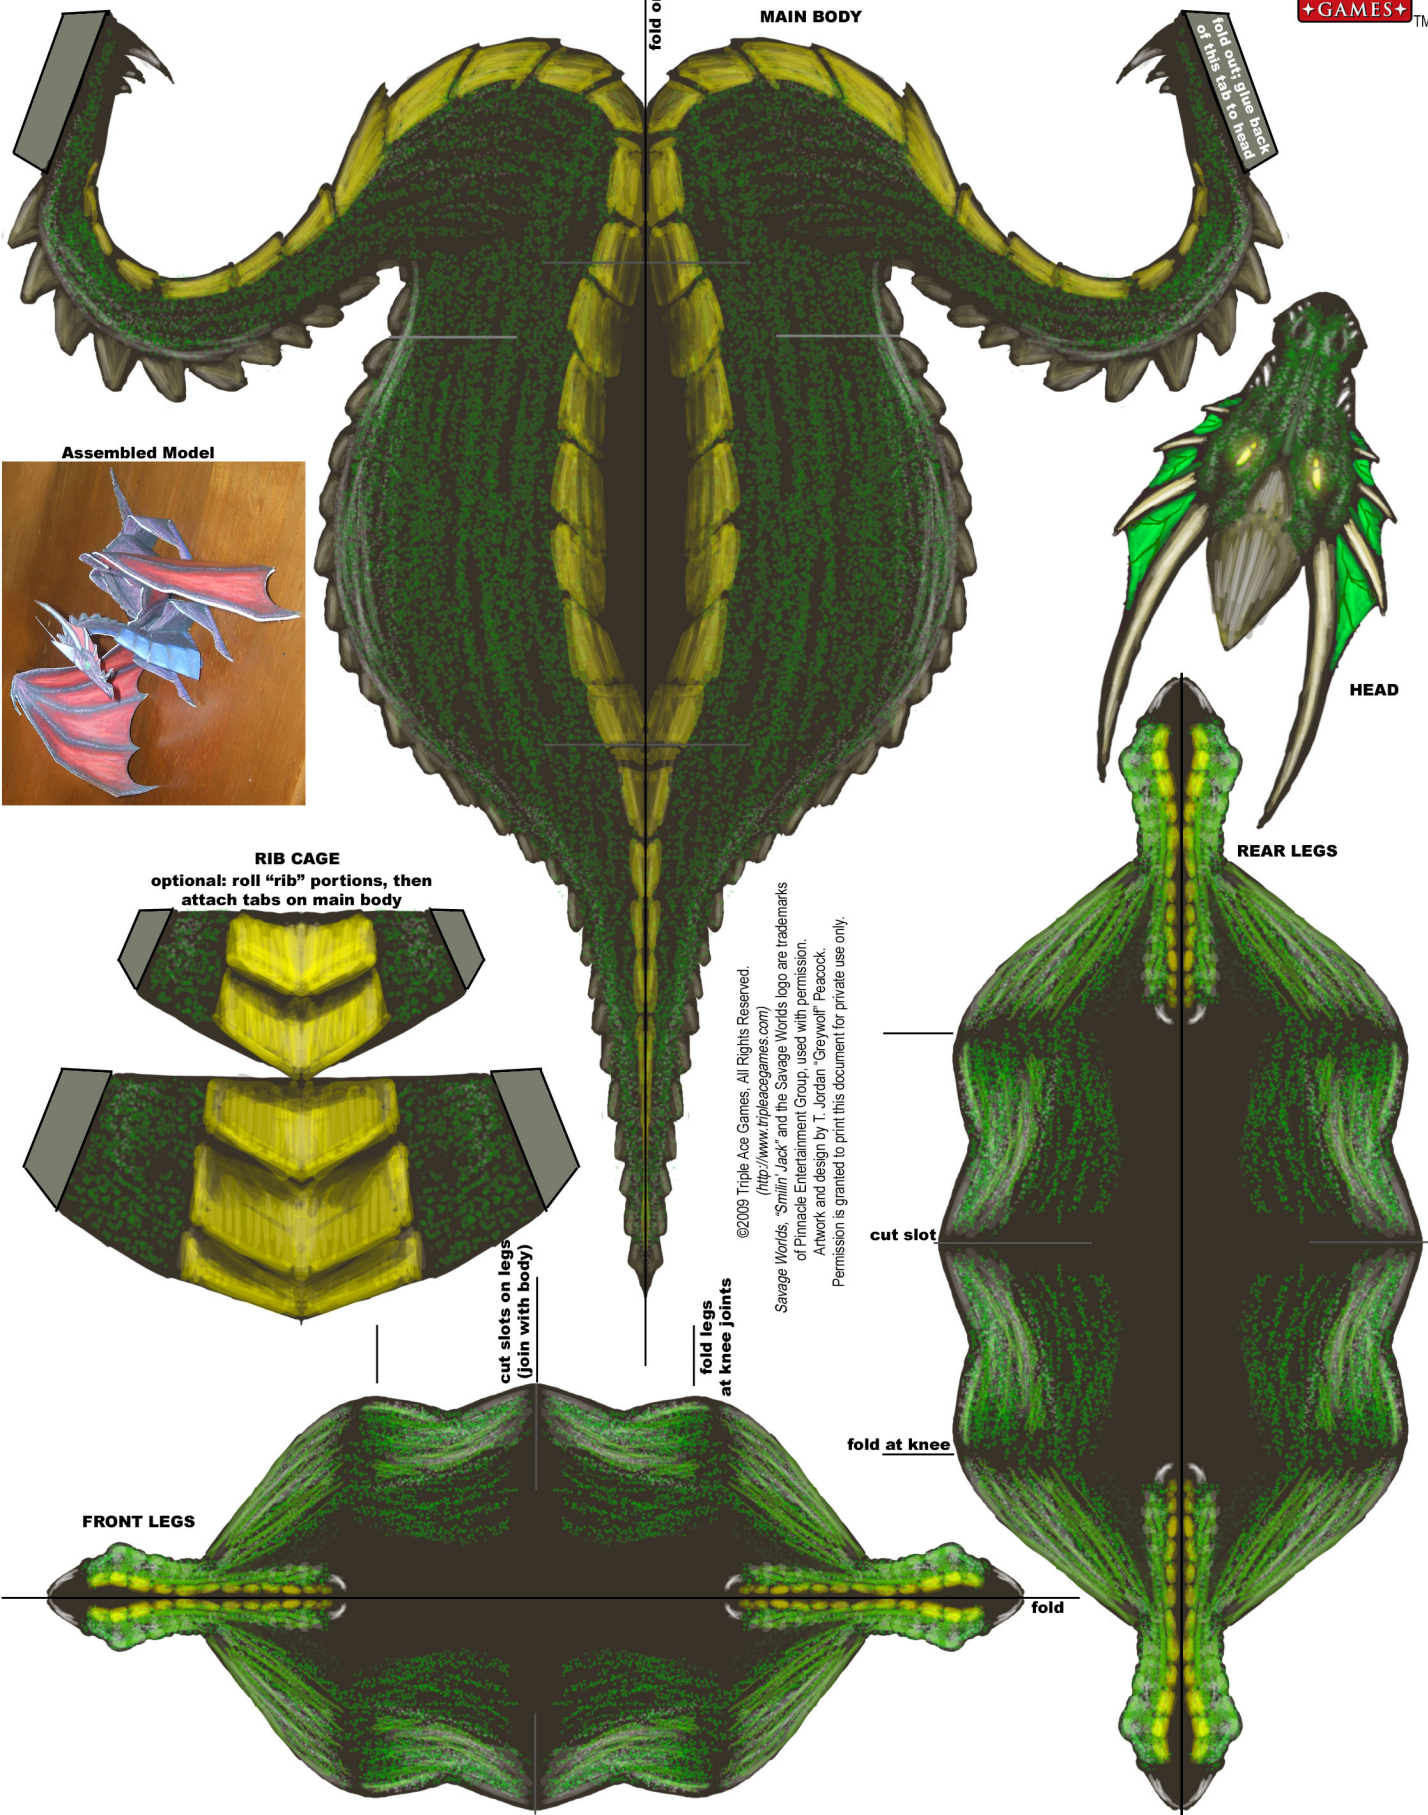 MAIN BODY
✦GAMES✦
TM
fold out; glue back
of this tab to head
Assembled Model
HEAD
RIB CAGE
optional: roll “rib” portions, then
attach tabs on main body
REAR LEGS
©2009 Triple Ace Games, All Rights Reserved.
(http://www.tripleacegames.com)
Savage Worlds, “Smilin’ Jack” and the Savage Worlds logo are trademarks
of Pinnacle Entertainment Group, used with permission.
Artwork and design by T. Jordan “Greywolf” Peacock.
Permission is granted to print this document for private use only.
cut slot
cut slots on legs
(join with body)
fold legs
at knee joints
fold at knee
FRONT LEGS
fold